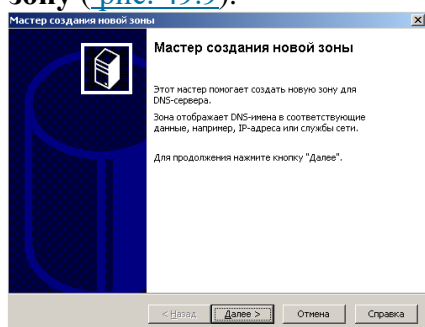 зону ( рис. 49.9).
Мастер создания новой зоны
Мастер создания новой зоны
Этот мастер помогает создать новую зону для
DNS-сервера.
Зона отображает DNS-имена в соответствующие
данные, например, IP-адреса или службы сети.
Для продолжения нажмите кнопку "Далее".
< Назад Далее > Отмена Справка